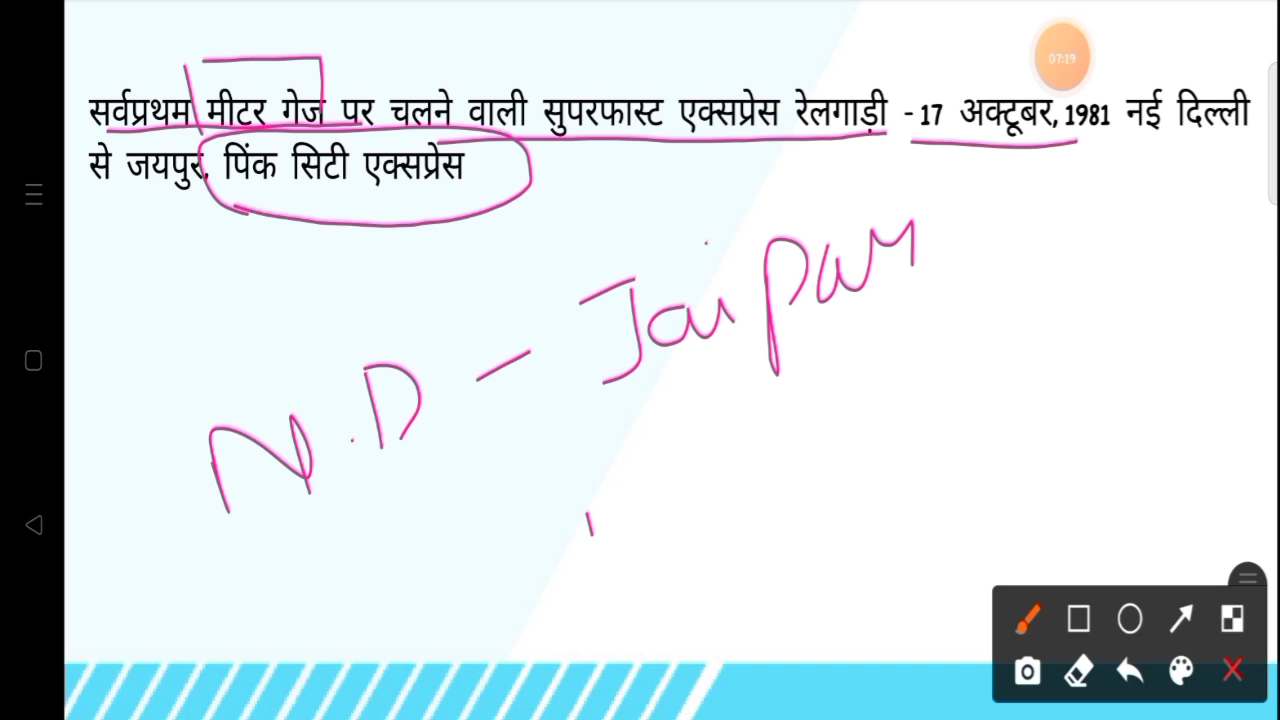 07:19
सर्वप्रथम मीटर गेज पर चलने वाली सुपरफास्ट एक्सप्रेस रेलगाड़ी - 17 अक्टूबर, 1981 नई दिल्ली
से जयपुर, पिंक सिटी एक्सप्रेस
N.D - Jaipur